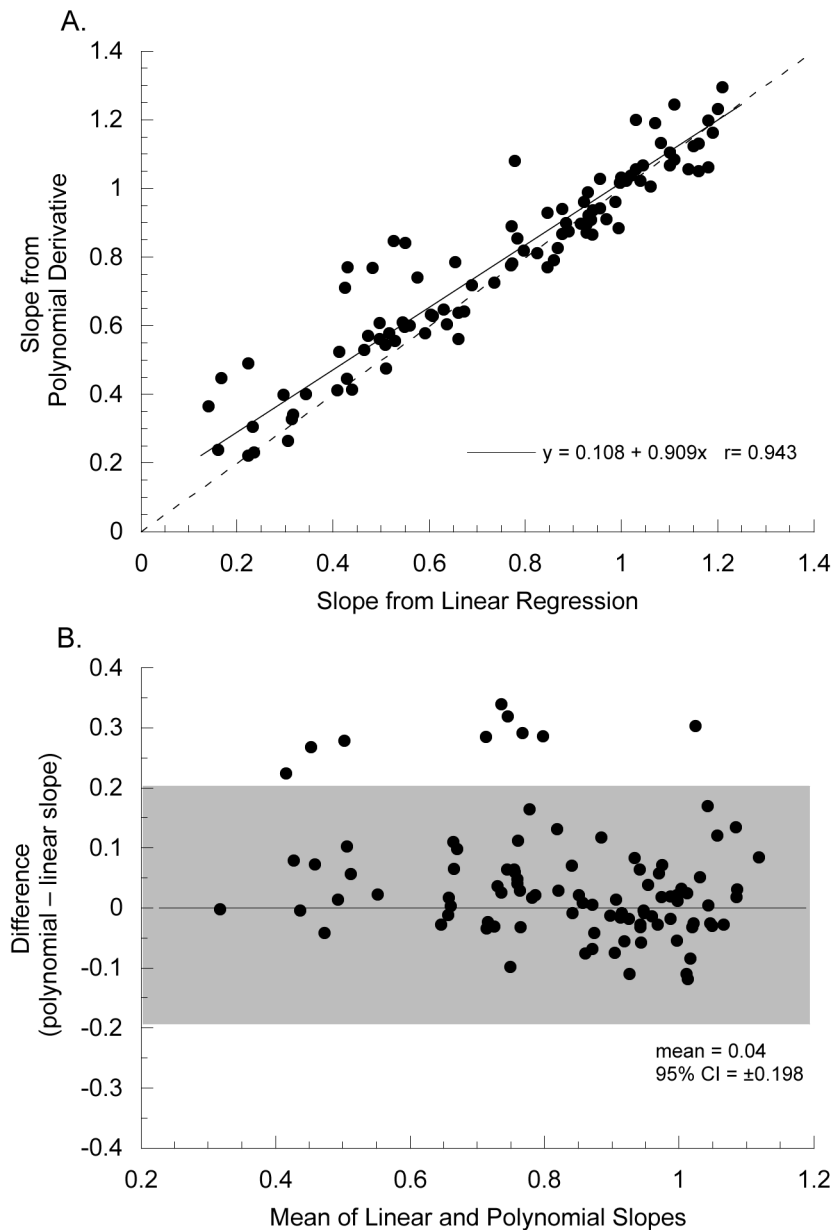 A.
1.4
1.2
1
0.8
0.6
0.4
0.2
0
Slope from
Polynomial Derivative
y = 0.108 + 0.909x r= 0.943
0 0.2 0.4 0.6 0.8 1 1.2 1.4
Slope from Linear Regression
B.
0.4
0.3
0.2
0.1
0
-0.1
-0.2
-0.3
-0.4
Difference
(polynomial – linear slope)
mean = 0.04
95% CI = ±0.198
0.2 0.4 0.6 0.8 1 1.2
Mean of Linear and Polynomial Slopes